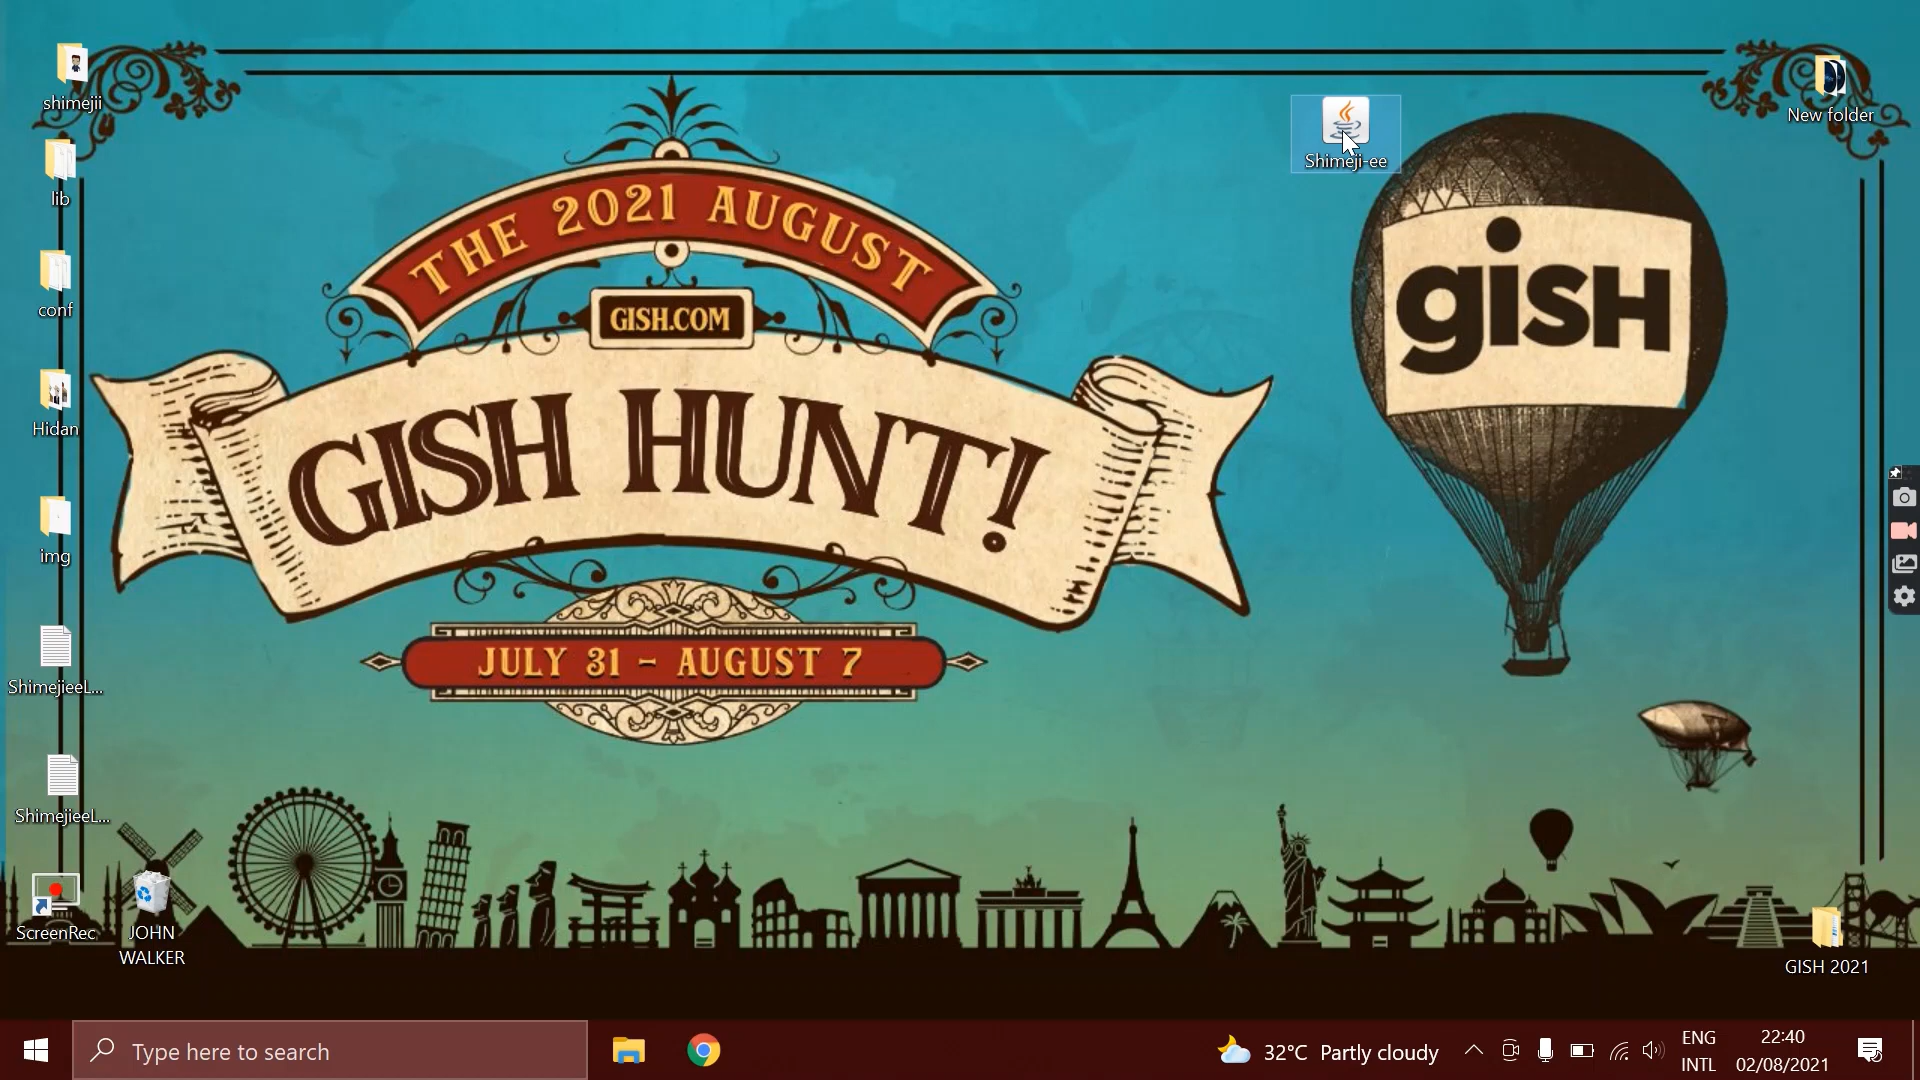 shimejii
lib
conf
Hidan
img
ShimejieeL...
ShimejieeL...
ScreenRec
JOHN
WALKER
THE 2021 AUGUST
GISH.COM
GISH HUNT!
JULY 31 - AUGUST 7
Shimeji-ee
gisH
New folder
GISH 2021
Type here to search
32°C Partly cloudy
ENG
INTL
22:40
02/08/2021